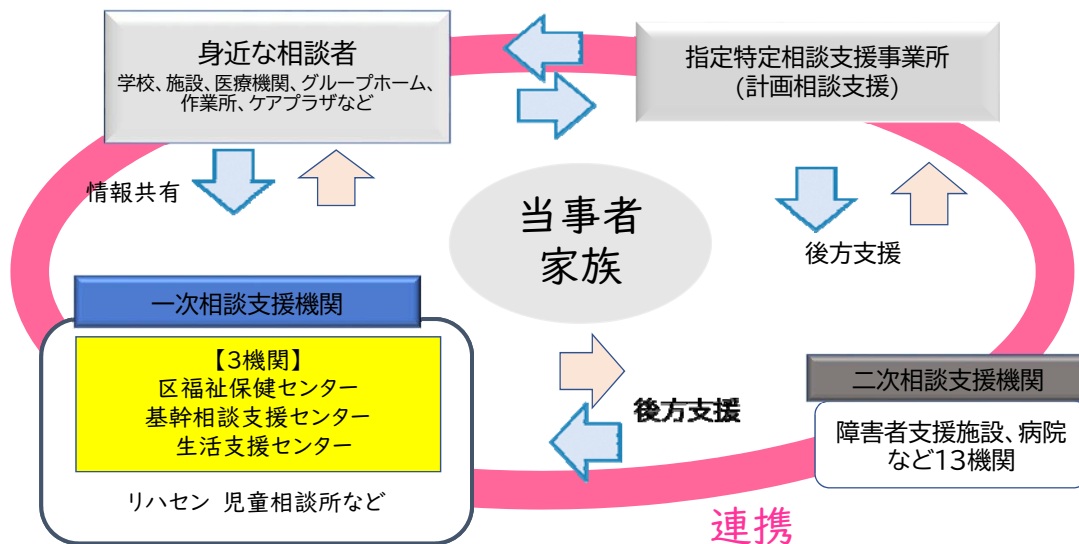 身近な相談者
学校、施設、医療機関、グループホーム、
作業所、ケアプラザなど
指定特定相談支援事業所
(計画相談支援)
情報共有
当事者
家族
後方支援
一次相談支援機関
【3機関】
区福祉保健センター
基幹相談支援センター
生活支援センター
リハセン 児童相談所など
後方支援
二次相談支援機関
障害者支援施設、病院
など13機関
連携